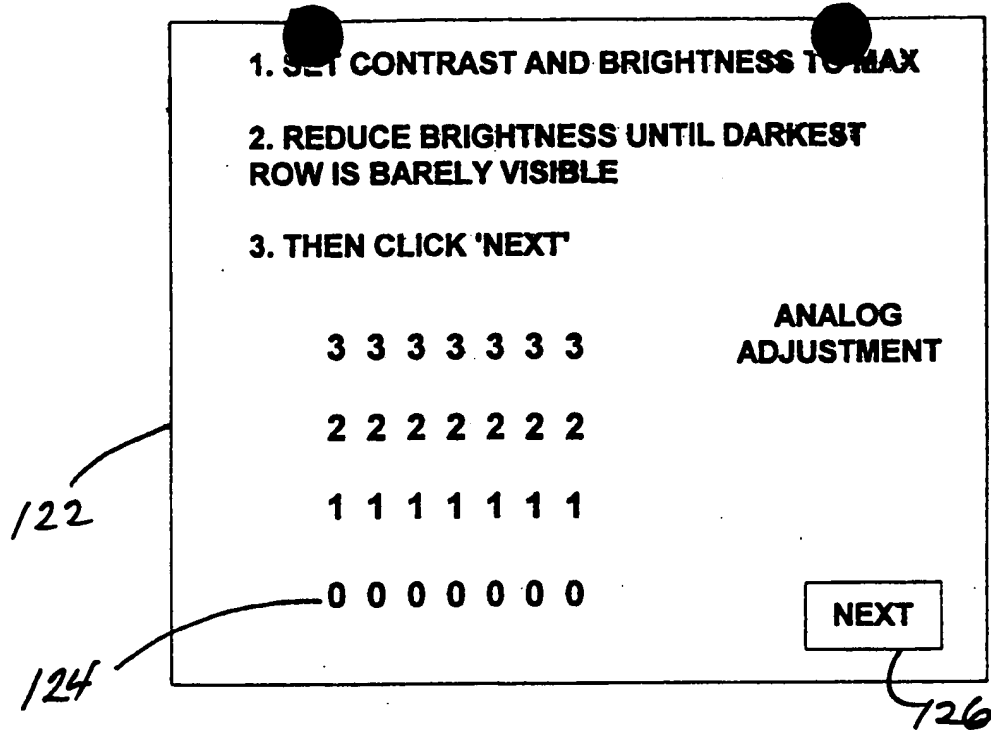 1. SET CONTRAST AND BRIGHTNESS TO MAX
2. REDUCE BRIGHTNESS UNTIL DARKEST
ROW IS BARELY VISIBLE
3. THEN CLICK 'NEXT'
ANALOG
ADJUSTMENT
3 3 3 3 3 3 3
2 2 2 2 2 2 2
1 1 1 1 1 1 1
0 0 0 0 0 0 0
NEXT
122
124
126